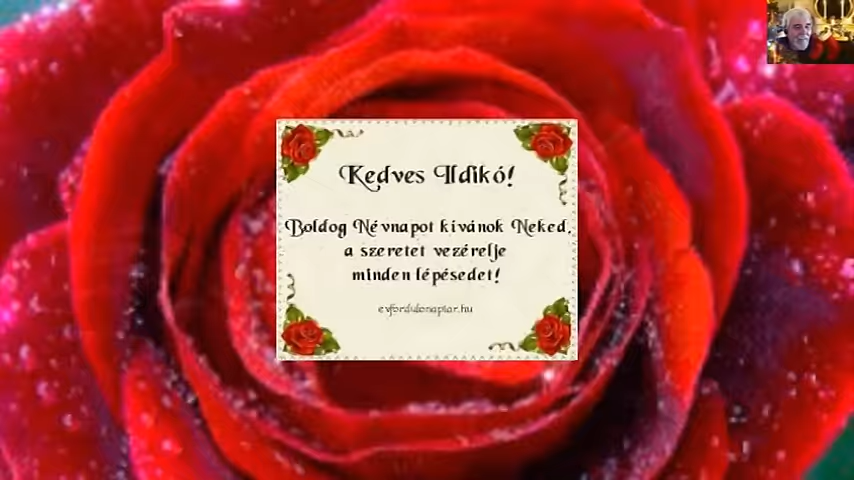 Kedves Ildikó!
Boldog Névnapot kívánok Neked,
a szeretet vezérelje
minden lépésedet!
evfordulonaptar.hu